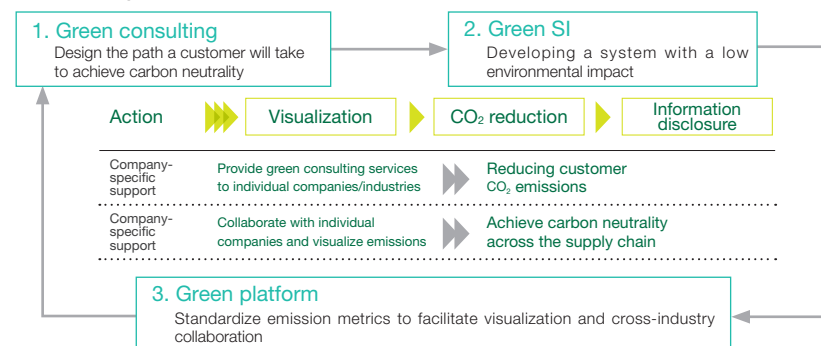 1. Green consulting
Design the path a customer will take
to achieve carbon neutrality
2. Green SI
Developing a system with a low
environmental impact
Action
Visualization
CO₂ reduction
Information
disclosure
Company-
specific
support
Provide green consulting services
to individual companies/industries
Reducing customer
CO₂ emissions
Company-
specific
support
Collaborate with individual
companies and visualize emissions
Achieve carbon neutrality
across the supply chain
3. Green platform
Standardize emission metrics to facilitate visualization and cross-industry
collaboration